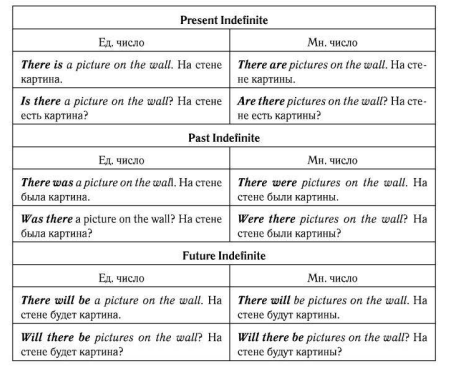 Present Indefinite
Ед. число
Мн. число
There is a picture on the wall. На стене
картина.
There are pictures on the wall. На сте-
не картины.
Is there a picture on the wall? На стене
есть картина?
Are there pictures on the wall? На сте-
не есть картины?
Past Indefinite
Ед. число
Мн. число
There was a picture on the wall. На стене
была картина.
There were pictures on the wall. На
стене были картины.
Was there a picture on the wall? На стене
была картина?
Were there pictures on the wall? На
стене были картины?
Future Indefinite
Ед. число
Мн. число
There will be a picture on the wall. На
стене будет картина.
There will be pictures on the wall. На
стене будут картины.
Will there be pictures on the wall? На
стене будет картина?
Will there be pictures on the wall? На
стене будут картины?